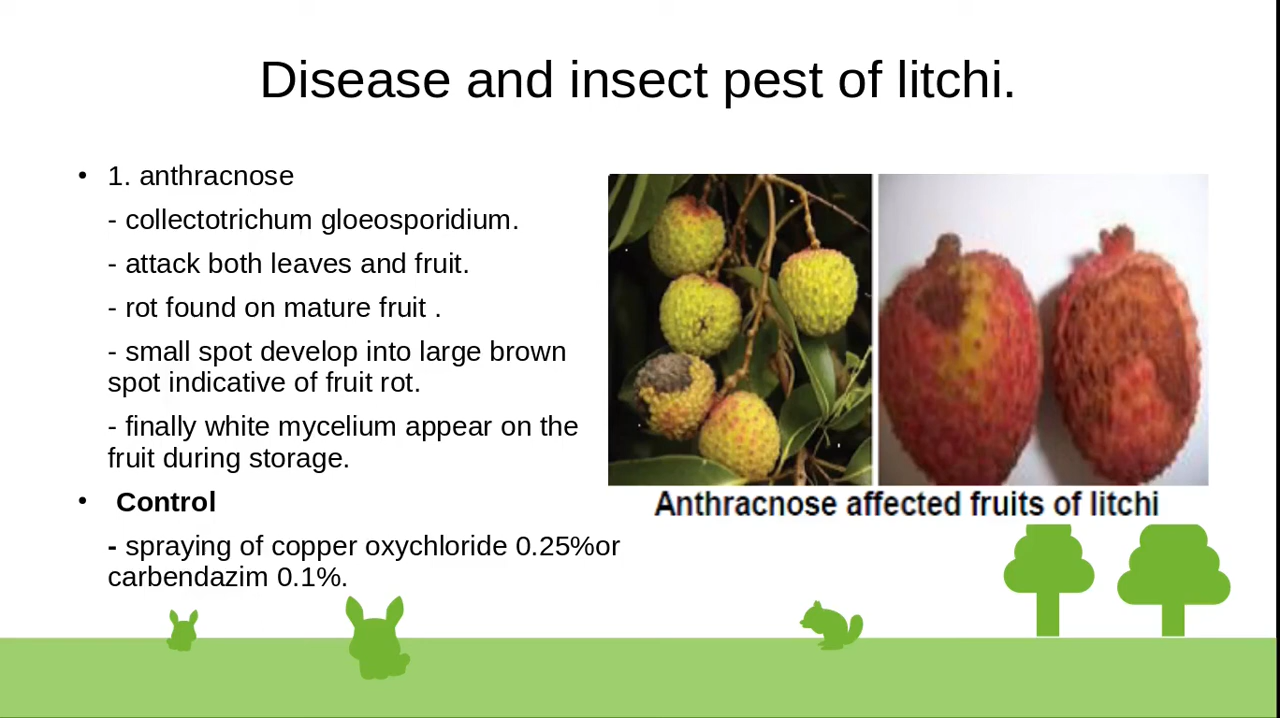 Disease and insect pest of litchi.
• 1. anthracnose
- collectotrichum gloeosporidium.
- attack both leaves and fruit.
- rot found on mature fruit .
- small spot develop into large brown
spot indicative of fruit rot.
- finally white mycelium appear on the
fruit during storage.
• Control
- spraying of copper oxychloride 0.25%or
carbendazim 0.1%.
Anthracnose affected fruits of litchi